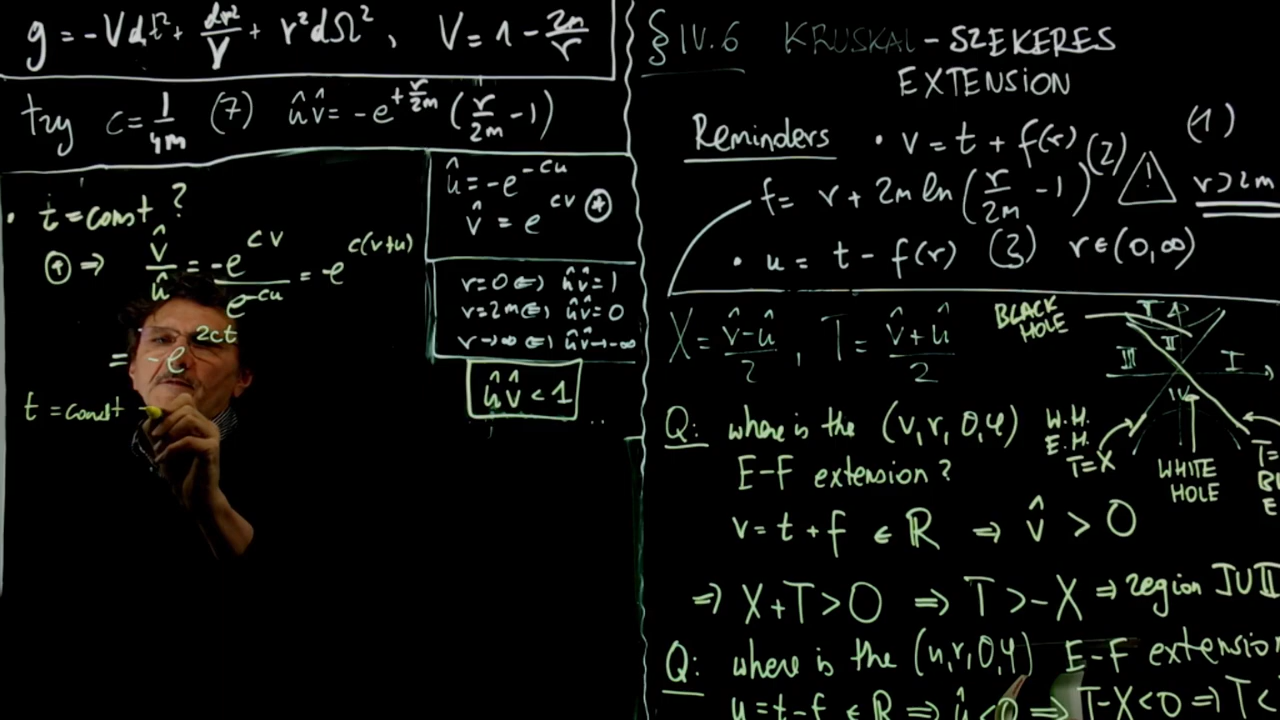 g = -Vdt² + dr²/V + r²dΩ², V = 1 - 2m/r
try c = 1/4m (7) ûv̂ = -e^{+r/2m} (r/2m - 1)
• t = const ?
⊛ ⇒ v̂/û = -e^{cv}/e^{-cu} = -e^{c(v+u)}
= -e^{2ct}
t = const
û = -e^{-cu}
v̂ = e^{cv} ⊛
r=0 ⇔ ûv̂=1
r=2m ⇔ ûv̂=0
r→∞ ⇔ ûv̂→-∞
ûv̂ < 1
§ IV.6 KRUSKAL - SZEKERES
EXTENSION
Reminders • v = t + f(r) (1)
f = r + 2m ln (r/2m - 1) (2) ! r>2m
• u = t - f(r) (3) r∈(0,∞)
X = (v̂-û)/2, T = (v̂+û)/2
BLACK
HOLE
T
II
III
I
IV
W.H.
E.H.
T=X
WHITE
HOLE
T=
Q: where is the (v,r,θ,φ)
E-F extension?
v = t + f ∈ ℝ ⇒ v̂ > 0
⇒ X+T>0 ⇒ T>-X ⇒ region I∪II
Q: where is the (u,r,θ,φ) E-F extension
u = t-f ∈ ℝ ⇒ û<0 ⇒ T-X<0 ⇒ T<